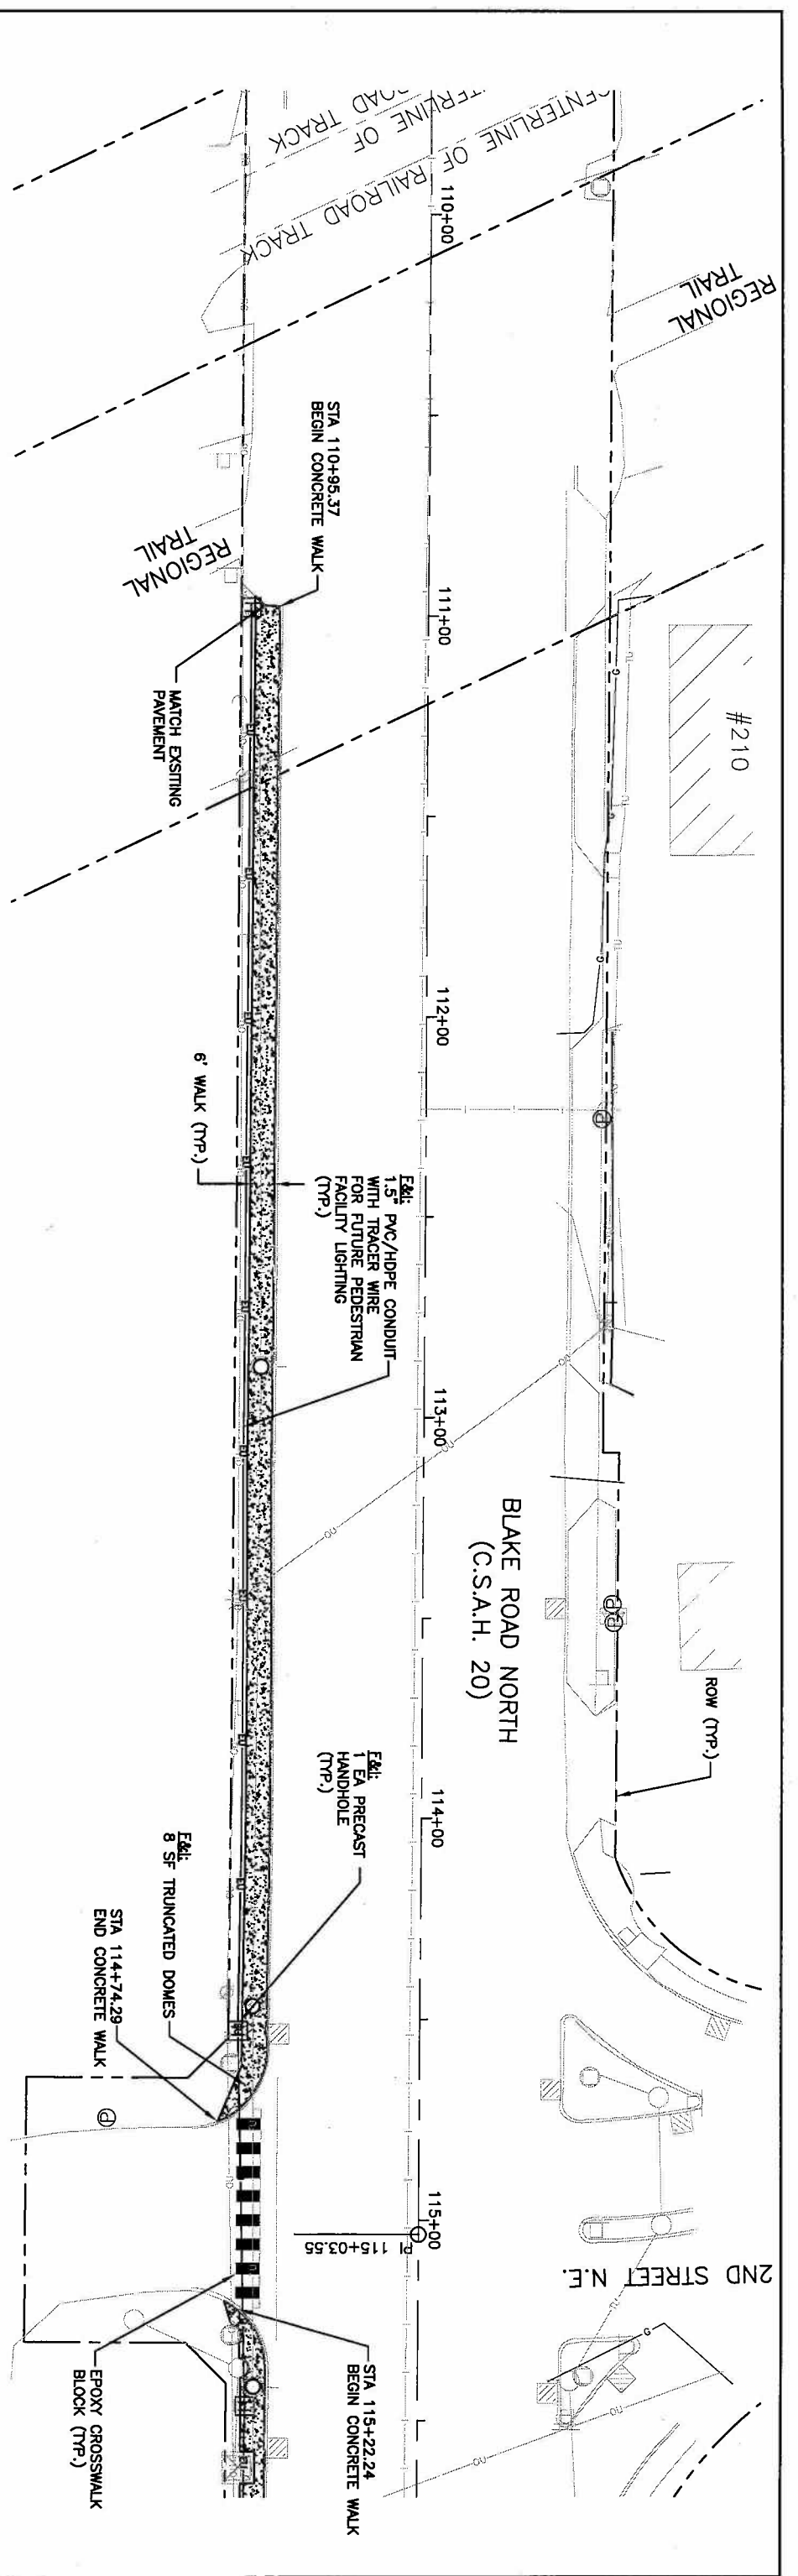 CENTERLINE OF RAILROAD TRACK
TERLINE OF
ROAD TRACK
110+00
REGIONAL
TRAIL
STA 110+95.37
BEGIN CONCRETE WALK
REGIONAL
TRAIL
111+00
MATCH EXSITING
PAVEMENT
#210
112+00
6' WALK (TYP.)
F&I:
1.5" PVC/HDPE CONDUIT
WITH TRACER WIRE
FOR FUTURE PEDESTRIAN
FACILITY LIGHTING
(TYP.)
113+00
BLAKE ROAD NORTH
(C.S.A.H. 20)
ROW (TYP.)
F&I:
1 EA PRECAST
HANDHOLE
(TYP.)
114+00
F&I:
8 SF TRUNCATED DOMES
STA 114+74.29
END CONCRETE WALK
115+00
PI 115+03.55
2ND STREET N.E.
STA 115+22.24
BEGIN CONCRETE WALK
EPOXY CROSSWALK
BLOCK (TYP.)